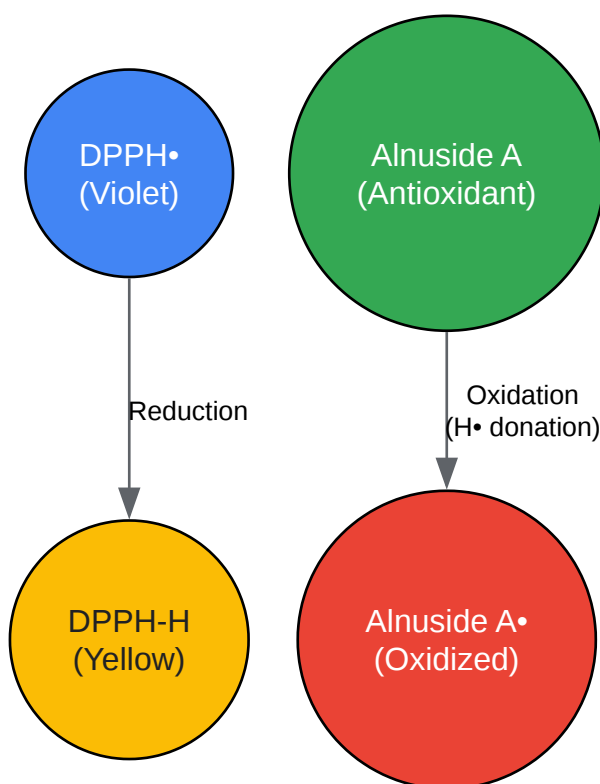 DPPH•
(Violet)
Alnuside A
(Antioxidant)
Reduction
Oxidation
(H• donation)
DPPH-H
(Yellow)
Alnuside A•
(Oxidized)